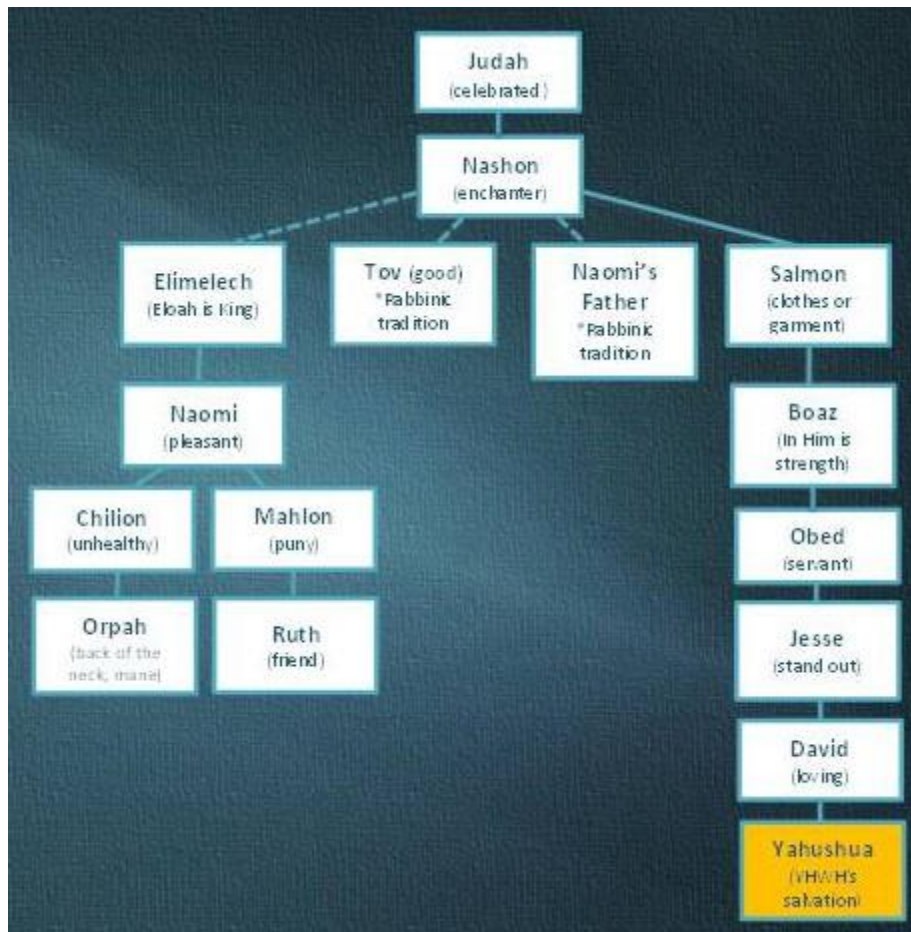 Judah
(celebrated)
Nashon
(enchanter)
Elimelech
(Eloah is King)
Tov (good)
*Rabbinic
tradition
Naomi's
Father
*Rabbinic
tradition
Salmon
(clothes or
garment)
Naomi
(pleasant)
Boaz
(In Him is
strength)
Chilion
(unhealthy)
Mahlon
(puny)
Obed
(servant)
Orpah
(back of the
neck, mane)
Ruth
(friend)
Jesse
(stand out)
David
(loving)
Yahushua
(YHWH's
salvation)